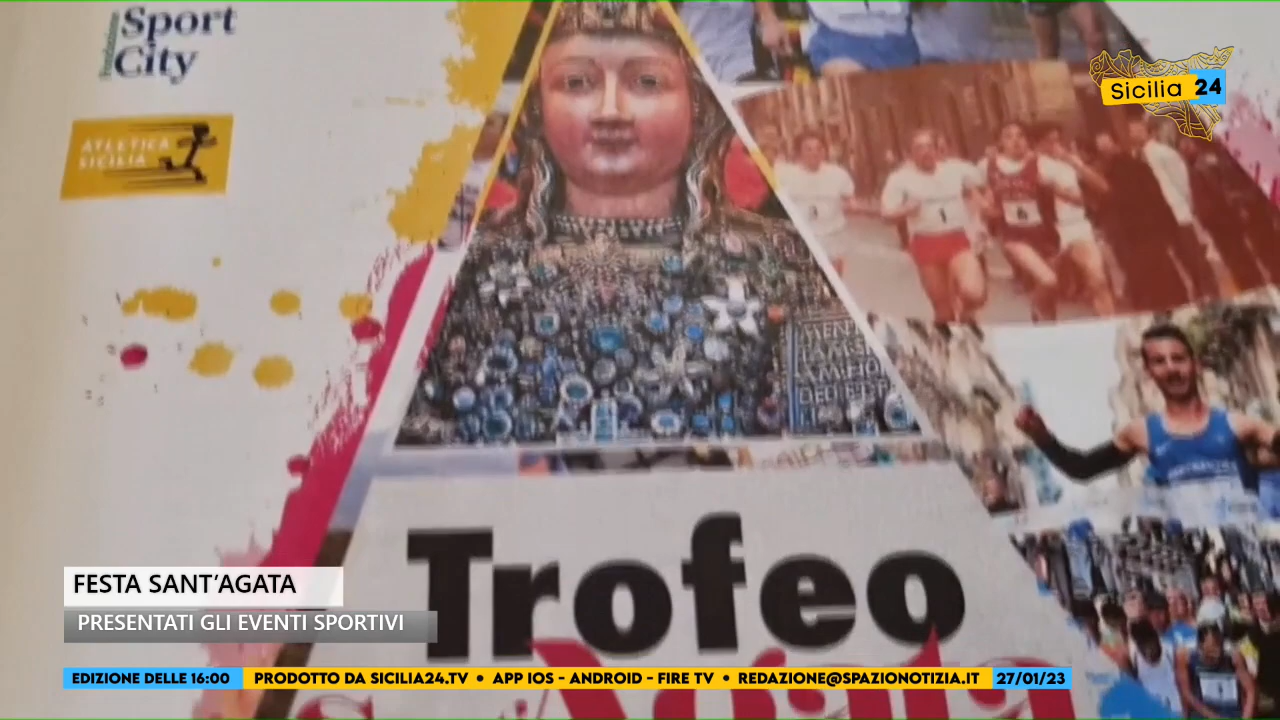 Sport
City
ATLETICA
SICILIA
Sicilia 24
Trofeo
FESTA SANT'AGATA
PRESENTATI GLI EVENTI SPORTIVI
EDIZIONE DELLE 16:00 PRODOTTO DA SICILIA24.TV • APP IOS - ANDROID - FIRE TV • REDAZIONE@SPAZIONOTIZIA.IT 27/01/23